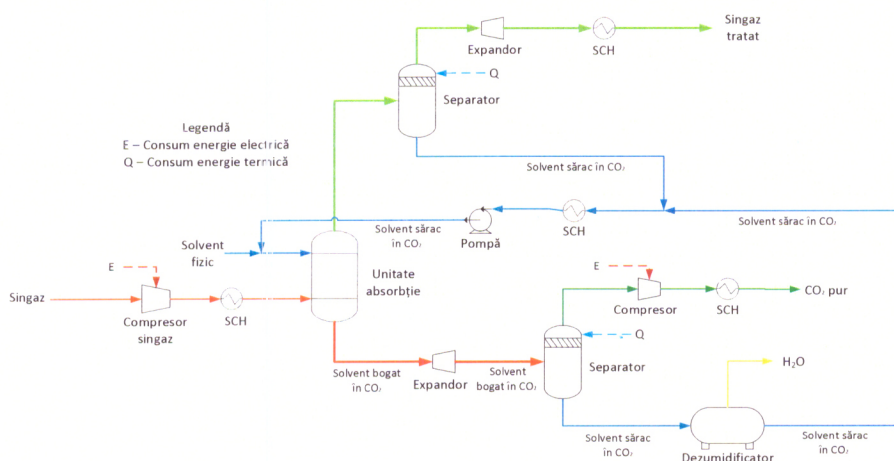 Singaz
tratat
Expandor
SCH
Q
Separator
Legendă
E – Consum energie electrică
Q – Consum energie termică
Solvent sărac în CO₂
Solvent sărac
în CO₂
Pompă
SCH
Solvent sărac în CO₂
Solvent
fizic
Unitate
absorbție
E
Singaz
Compresor
singaz
SCH
E
Compresor
SCH
CO₂ pur
Q
Separator
Solvent bogat
în CO₂
Expandor
Solvent
bogat în CO₂
H₂O
Solvent sărac
în CO₂
Dezumidificator
Solvent sărac
în CO₂